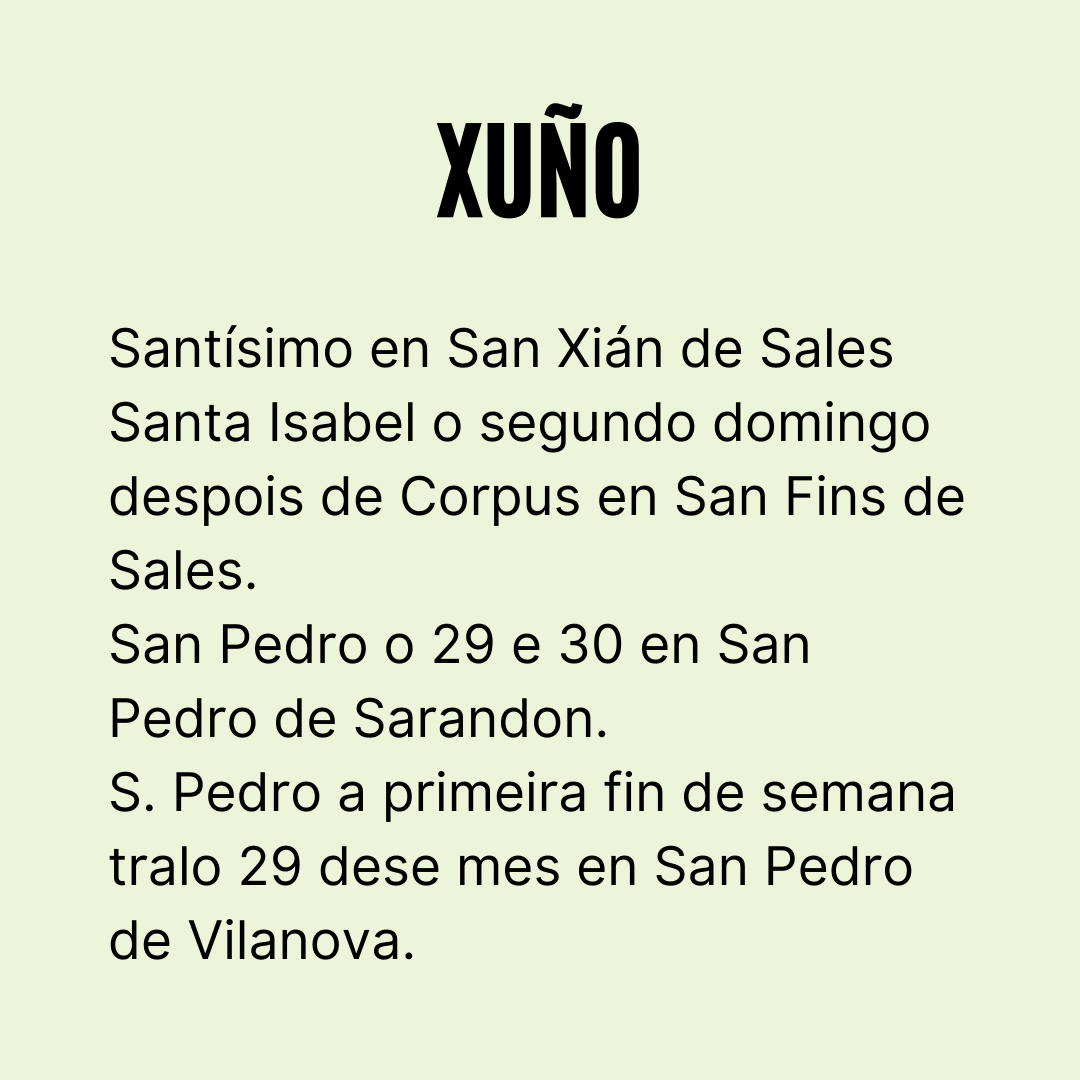 XUÑO
Santísimo en San Xián de Sales
Santa Isabel o segundo domingo
despois de Corpus en San Fins de
Sales.
San Pedro o 29 e 30 en San
Pedro de Sarandon.
S. Pedro a primeira fin de semana
tralo 29 dese mes en San Pedro
de Vilanova.